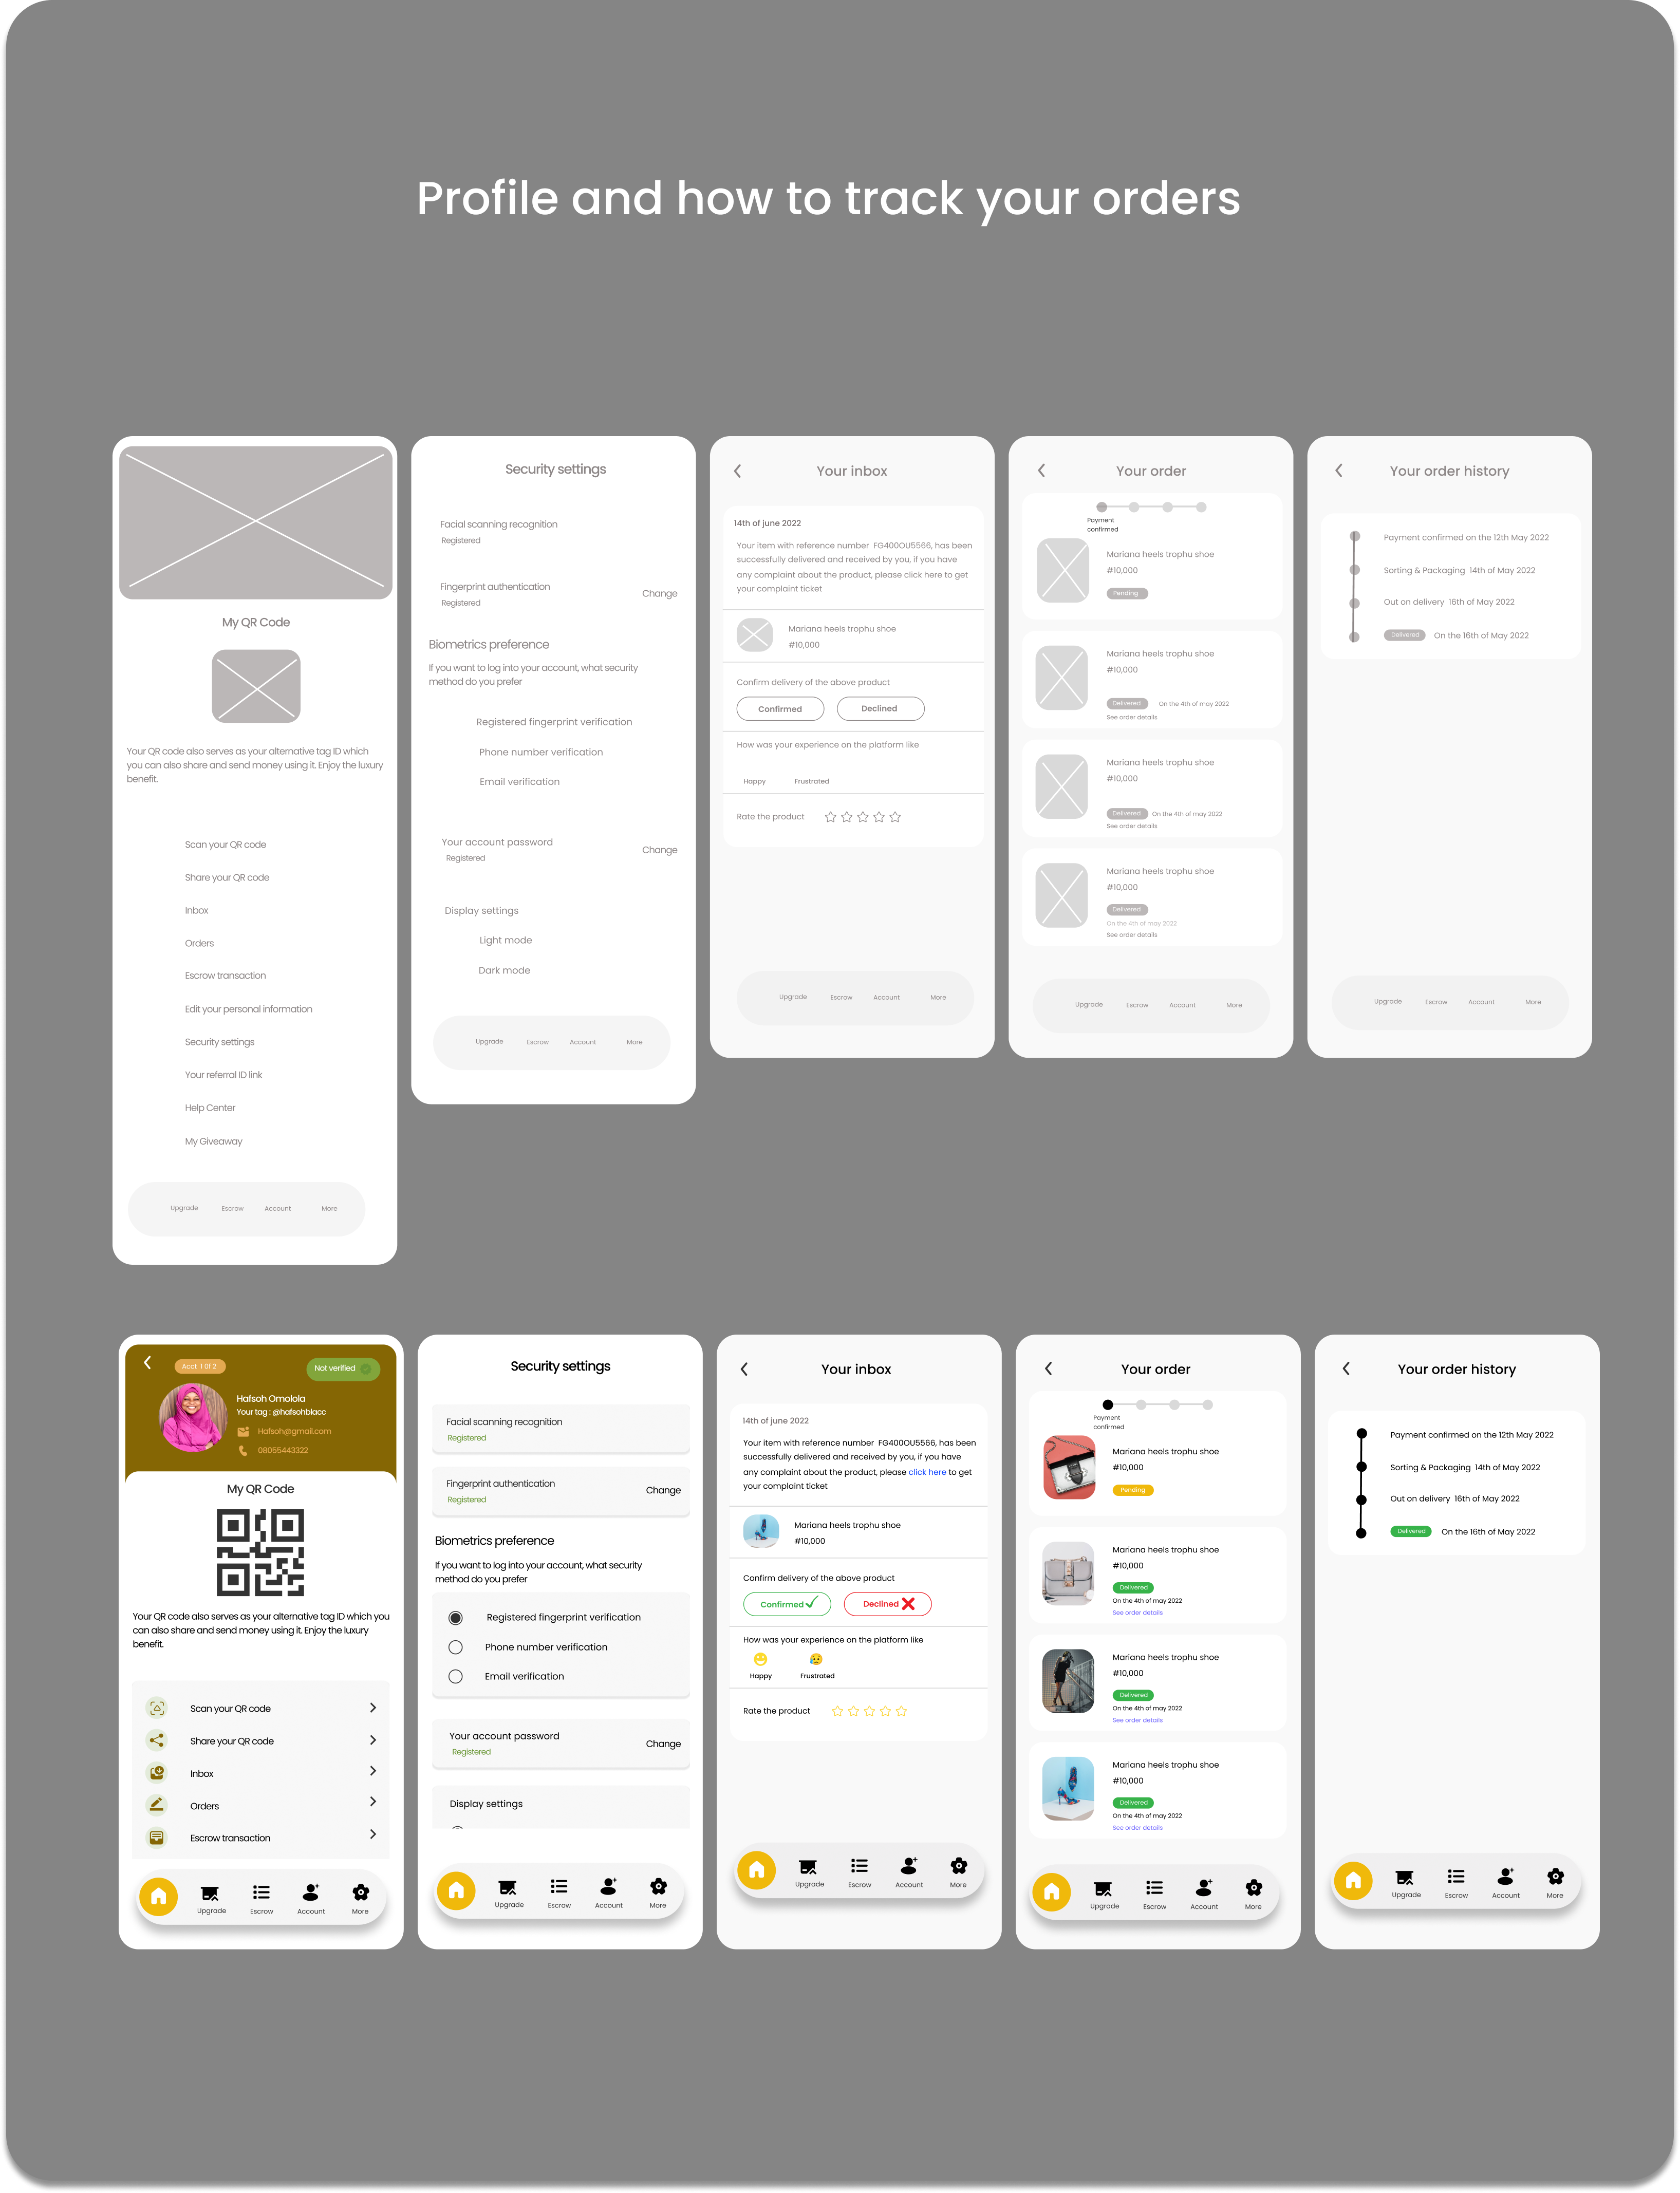 Profile and how to track your orders
My QR Code
Your QR code also serves as your alternative tag ID which
you can also share and send money using it. Enjoy the luxury
benefit.
Scan your QR code
Share your QR code
Inbox
Orders
Escrow transaction
Edit your personal information
Security settings
Your referral ID link
Help Center
My Giveaway
Upgrade Escrow Account More
Security settings
Facial scanning recognition
Registered
Fingerprint authentication
Registered
Change
Biometrics preference
If you want to log into your account, what security
method do you prefer
Registered fingerprint verification
Phone number verification
Email verification
Your account password
Registered
Change
Display settings
Light mode
Dark mode
Upgrade Escrow Account More
Your inbox
14th of june 2022
Your item with reference number FG400OU5566, has been
successfully delivered and received by you, if you have
any complaint about the product, please click here to get
your complaint ticket
Mariana heels trophu shoe
#10,000
Confirm delivery of the above product
Confirmed Declined
How was your experience on the platform like
Happy Frustrated
Rate the product
Upgrade Escrow Account More
Your order
Payment
confirmed
Mariana heels trophu shoe
#10,000
Pending
Mariana heels trophu shoe
#10,000
Delivered On the 4th of may 2022
See order details
Mariana heels trophu shoe
#10,000
Delivered On the 4th of may 2022
See order details
Mariana heels trophu shoe
#10,000
Delivered
On the 4th of may 2022
See order details
Upgrade Escrow Account More
Your order history
Payment confirmed on the 12th May 2022
Sorting & Packaging 14th of May 2022
Out on delivery 16th of May 2022
Delivered On the 16th of May 2022
Upgrade Escrow Account More
Acct 1 0f 2
Not verified
Hafsoh Omolola
Your tag : @hafsohblacc
Hafsoh@gmail.com
08055443322
My QR Code
Your QR code also serves as your alternative tag ID which you
can also share and send money using it. Enjoy the luxury
benefit.
Scan your QR code
Share your QR code
Inbox
Orders
Escrow transaction
Upgrade Escrow Account More
Security settings
Facial scanning recognition
Registered
Fingerprint authentication
Registered
Change
Biometrics preference
If you want to log into your account, what security
method do you prefer
Registered fingerprint verification
Phone number verification
Email verification
Your account password
Registered
Change
Display settings
Upgrade Escrow Account More
Your inbox
14th of june 2022
Your item with reference number FG400OU5566, has been
successfully delivered and received by you, if you have
any complaint about the product, please click here to get
your complaint ticket
Mariana heels trophu shoe
#10,000
Confirm delivery of the above product
Confirmed Declined
How was your experience on the platform like
Happy Frustrated
Rate the product
Upgrade Escrow Account More
Your order
Payment
confirmed
Mariana heels trophu shoe
#10,000
Pending
Mariana heels trophu shoe
#10,000
Delivered
On the 4th of may 2022
See order details
Mariana heels trophu shoe
#10,000
Delivered
On the 4th of may 2022
See order details
Mariana heels trophu shoe
#10,000
Delivered
On the 4th of may 2022
See order details
Upgrade Escrow Account More
Your order history
Payment confirmed on the 12th May 2022
Sorting & Packaging 14th of May 2022
Out on delivery 16th of May 2022
Delivered On the 16th of May 2022
Upgrade Escrow Account More